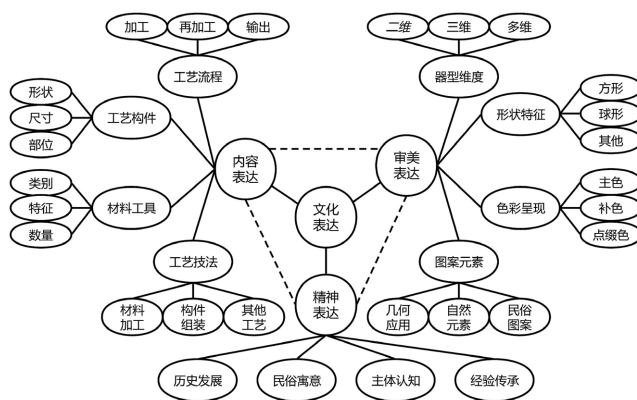 加工
再加工
输出
二维
三维
多维
工艺流程
器型维度
形状
尺寸
部位
工艺构件
形状特征
方形
球形
其他
内容
表达
审美
表达
类别
特征
数量
材料工具
文化
表达
色彩呈现
主色
补色
点缀色
工艺技法
图案元素
精神
表达
材料
加工
构件
组装
其他
工艺
几何
应用
自然
元素
民俗
图案
历史发展
民俗寓意
主体认知
经验传承